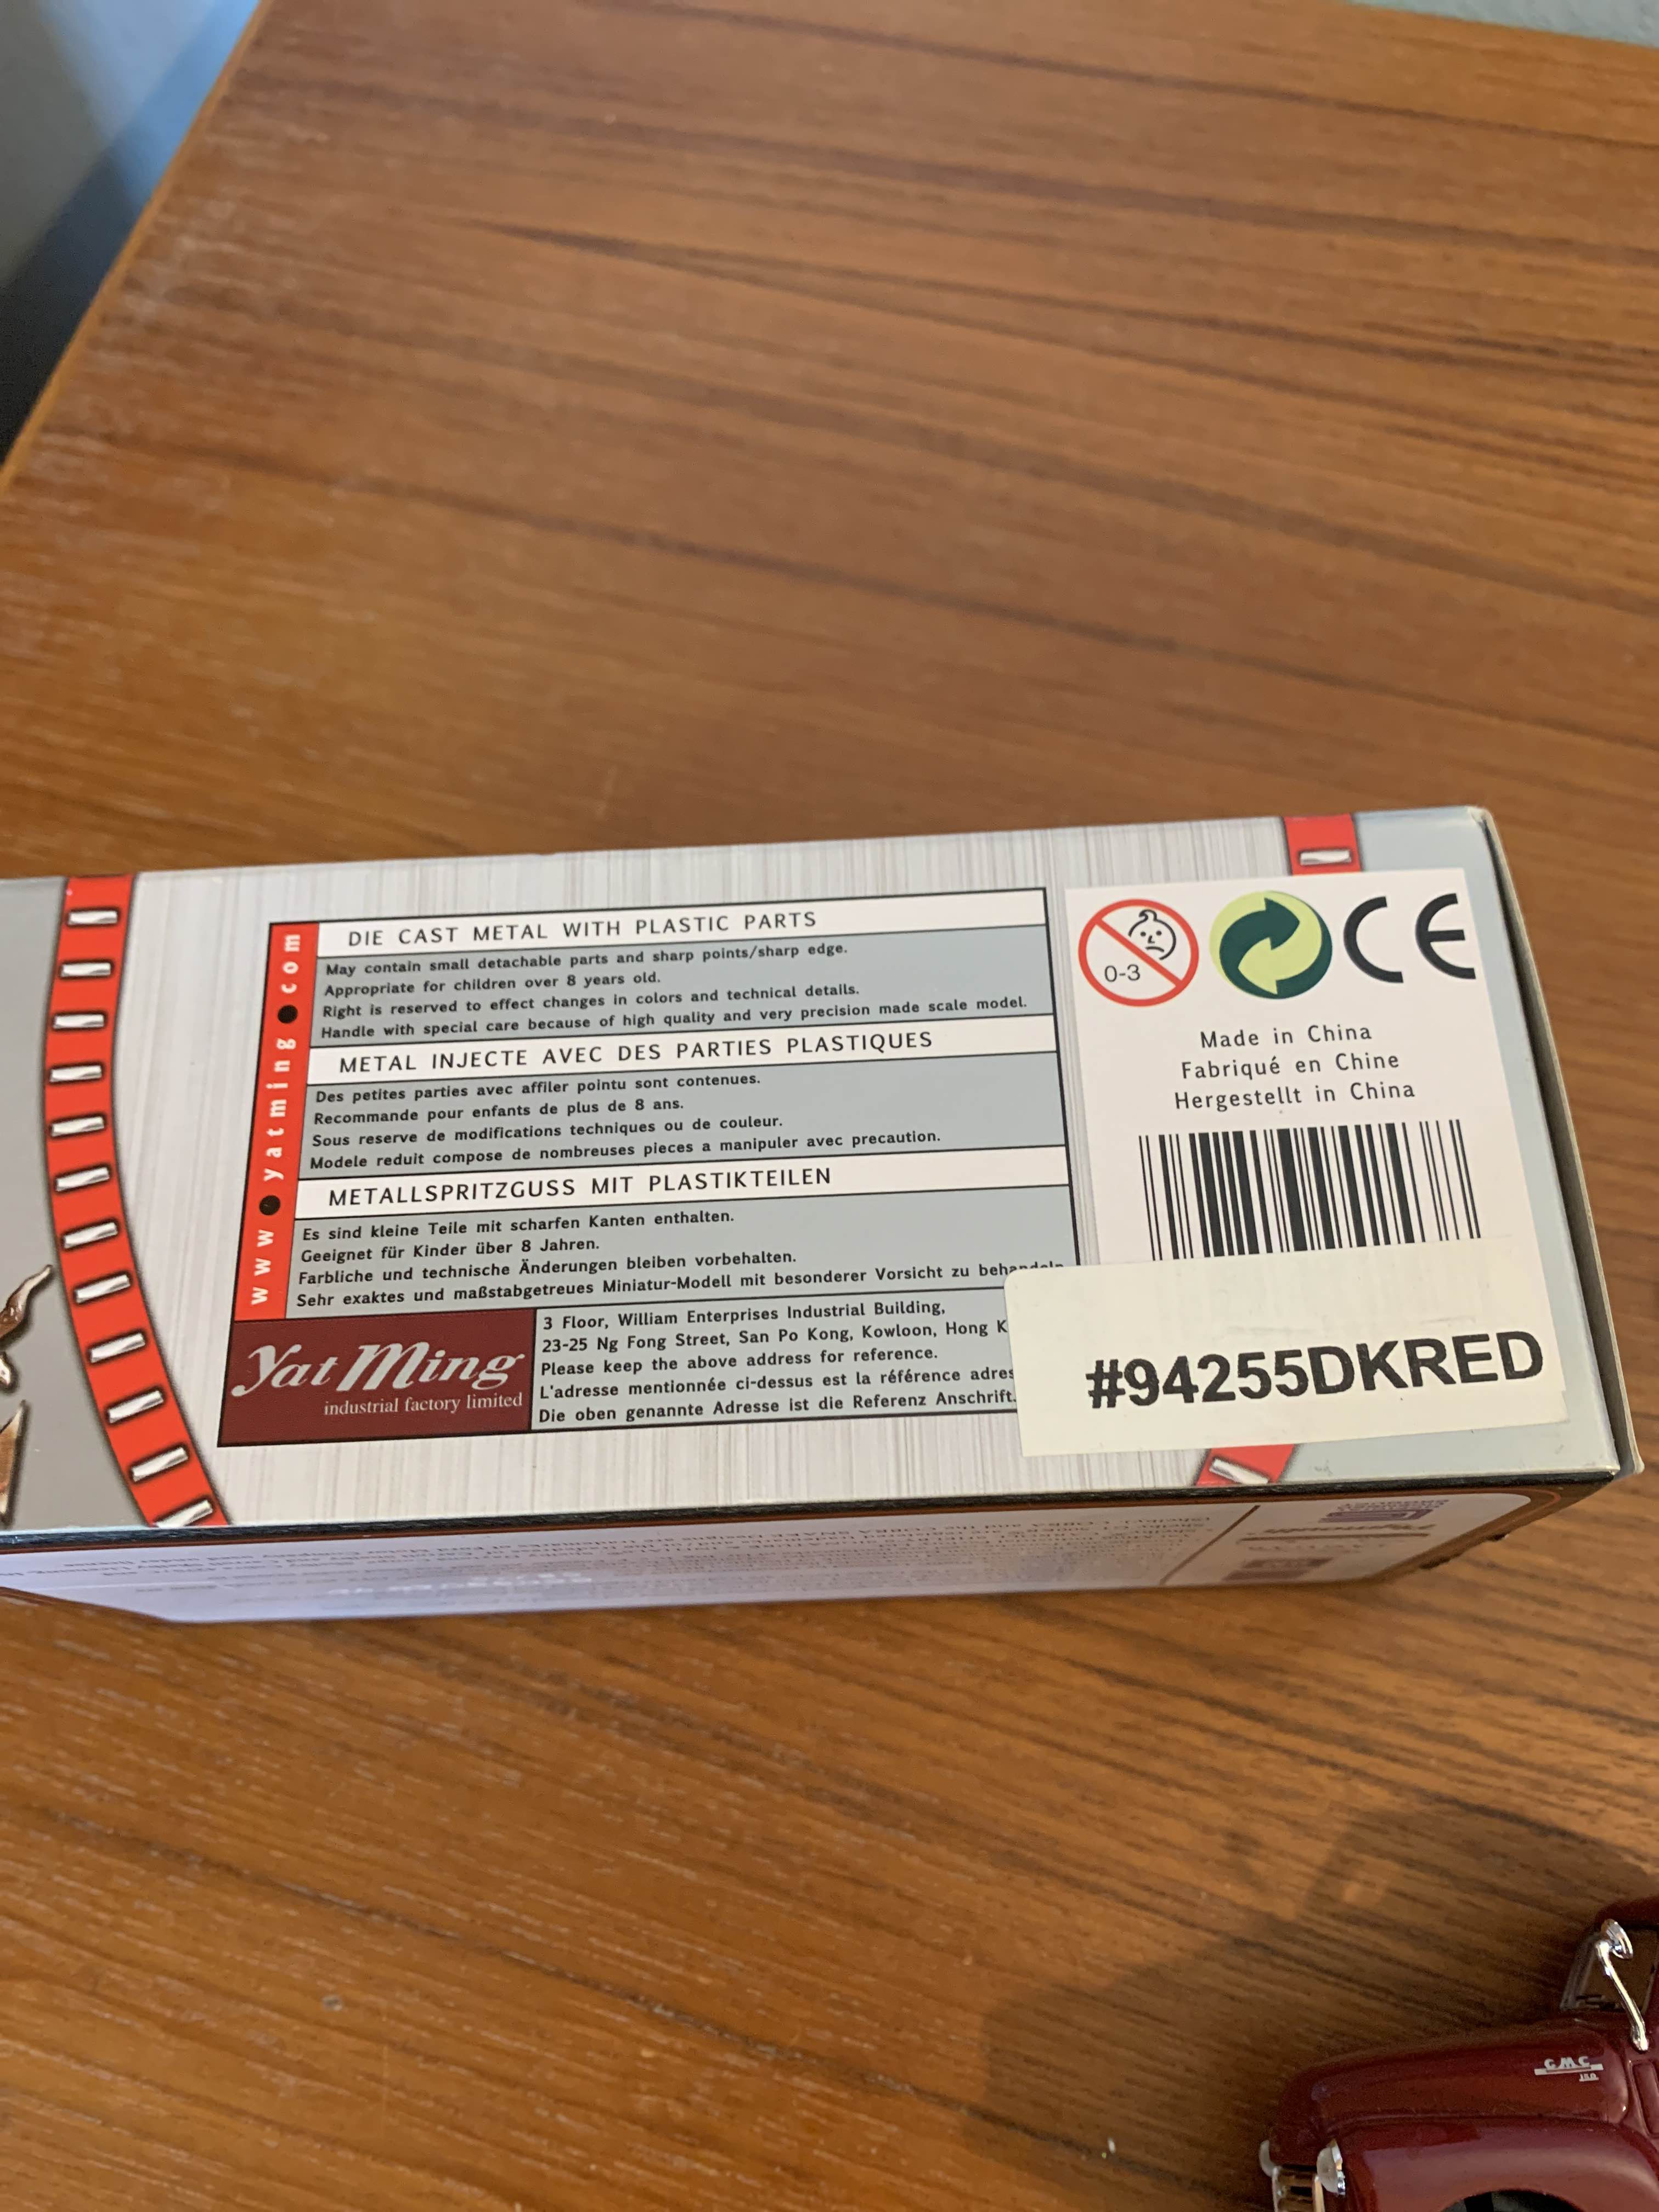 www.yatming.com
DIE CAST METAL WITH PLASTIC PARTS
May contain small detachable parts and sharp points/sharp edge.
Appropriate for children over 8 years old.
Right is reserved to effect changes in colors and technical details.
Handle with special care because of high quality and very precision made scale model.
METAL INJECTE AVEC DES PARTIES PLASTIQUES
Des petites parties avec affiler pointu sont contenues.
Recommande pour enfants de plus de 8 ans.
Sous reserve de modifications techniques ou de couleur.
Modele reduit compose de nombreuses pieces a manipuler avec precaution.
METALLSPRITZGUSS MIT PLASTIKTEILEN
Es sind kleine Teile mit scharfen Kanten enthalten.
Geeignet für Kinder über 8 Jahren.
Farbliche und technische Änderungen bleiben vorbehalten.
Sehr exaktes und maßstabgetreues Miniatur-Modell mit besonderer Vorsicht zu behandeln
Yat Ming
industrial factory limited
3 Floor, William Enterprises Industrial Building,
23-25 Ng Fong Street, San Po Kong, Kowloon, Hong K
Please keep the above address for reference.
L'adresse mentionnée ci-dessus est la référence adres
Die oben genannte Adresse ist die Referenz Anschrift.
0-3
CE
Made in China
Fabriqué en Chine
Hergestellt in China
#94255DKRED
GMC
150